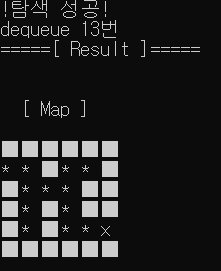 !탐색 성공!
dequeue 13번
=====[ Result ]=====
[ Map ]
■■■■■■
* * ■ * * ■
■ * * * ■■
■ * ■ * ■■
■ * ■ * * x
■■■■■■